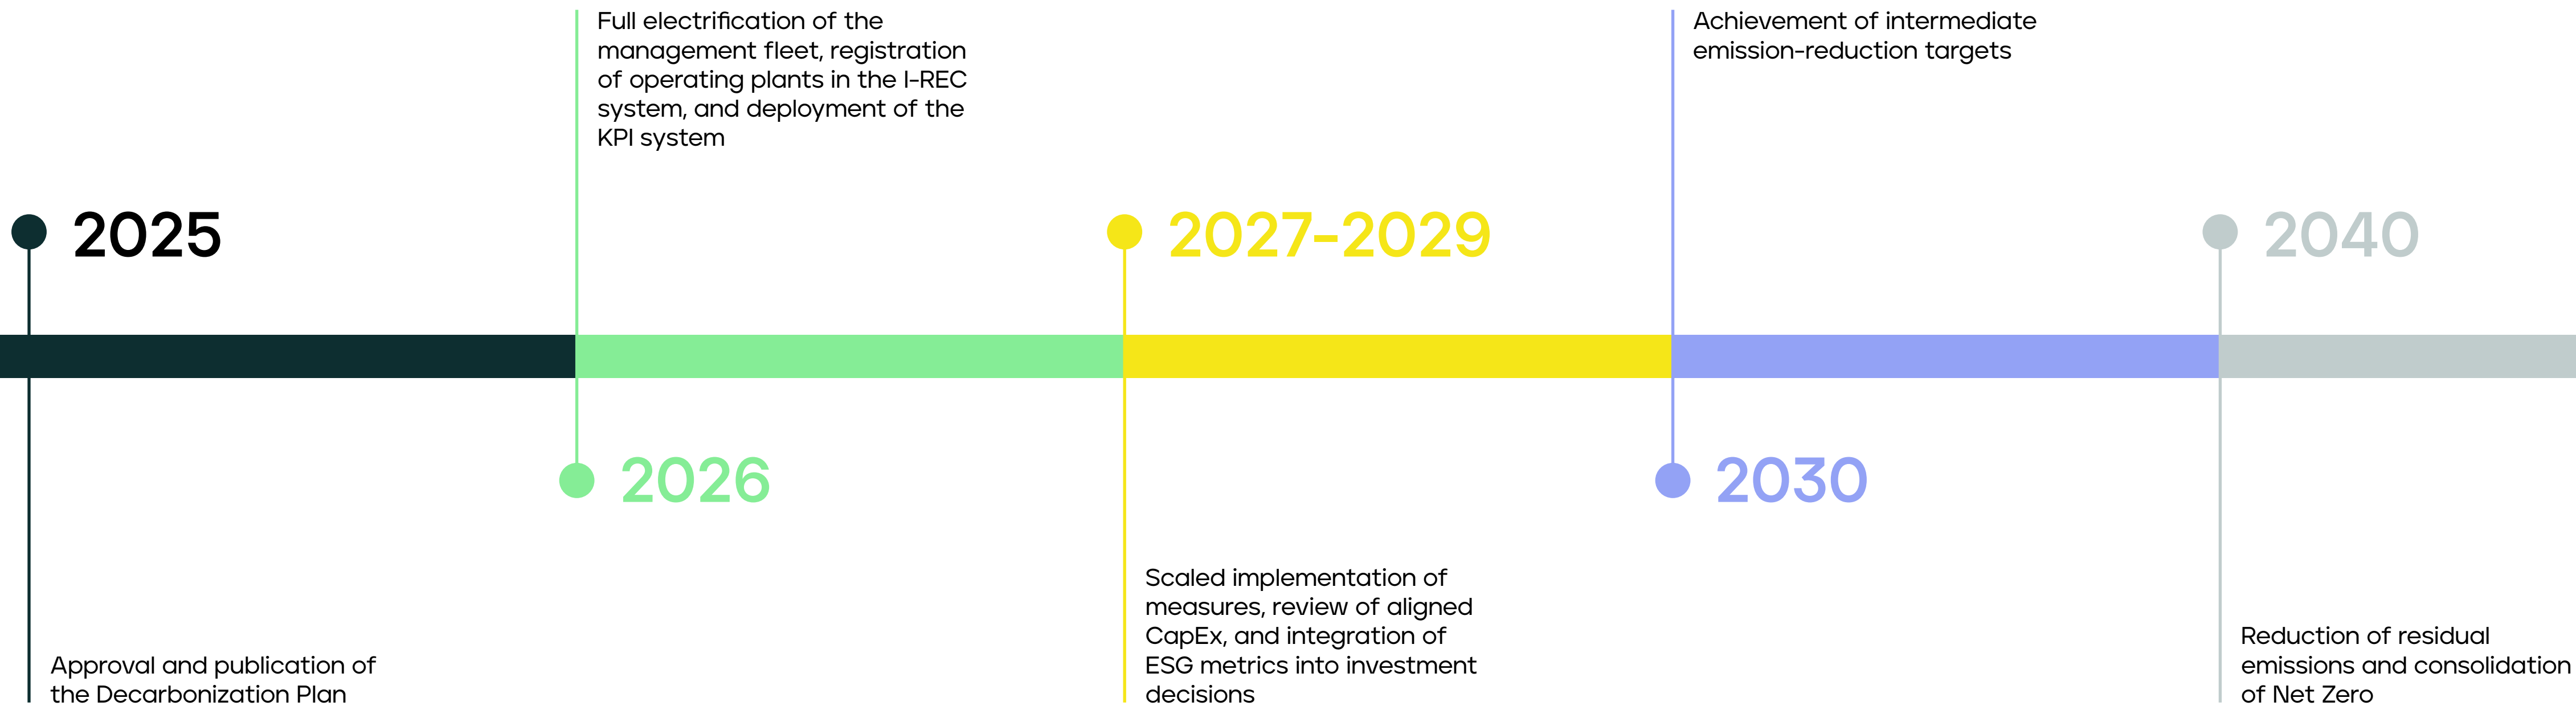 2025
Approval and publication of
the Decarbonization Plan
Full electrification of the
management fleet, registration
of operating plants in the I-REC
system, and deployment of the
KPI system
2026
2027-2029
Scaled implementation of
measures, review of aligned
CapEx, and integration of
ESG metrics into investment
decisions
Achievement of intermediate
emission-reduction targets
2030
2040
Reduction of residual
emissions and consolidation
of Net Zero